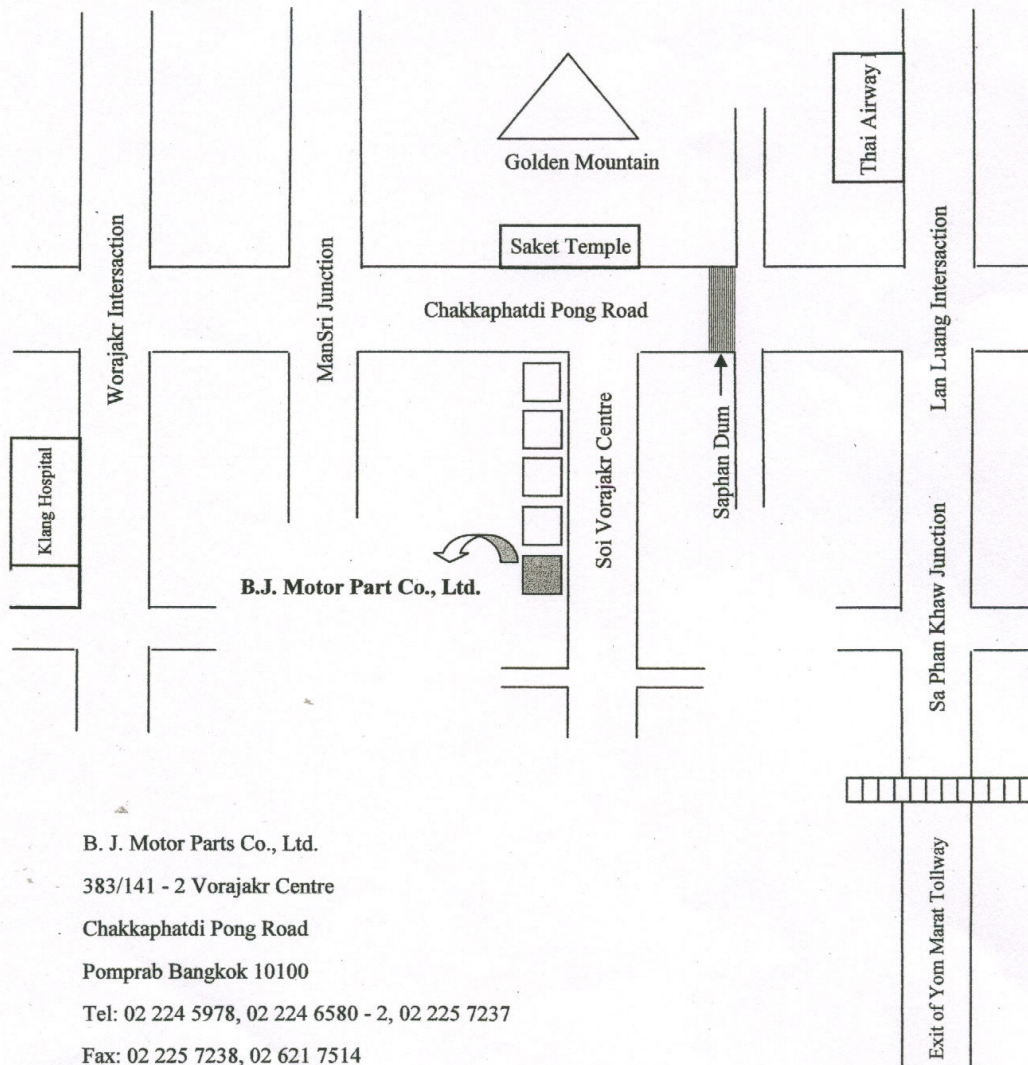 Thai Airway
Golden Mountain
Saket Temple
Worajakr Intersaction
ManSri Junction
Chakkaphatdi Pong Road
Lan Luang Intersaction
Klang Hospital
Soi Vorajakr Centre
Saphan Dum
B.J. Motor Part Co., Ltd.
Sa Phan Khaw Junction
Exit of Yom Marat Tollway
B. J. Motor Parts Co., Ltd.
383/141 - 2 Vorajakr Centre
Chakkaphatdi Pong Road
Pomprab Bangkok 10100
Tel: 02 224 5978, 02 224 6580 - 2, 02 225 7237
Fax: 02 225 7238, 02 621 7514